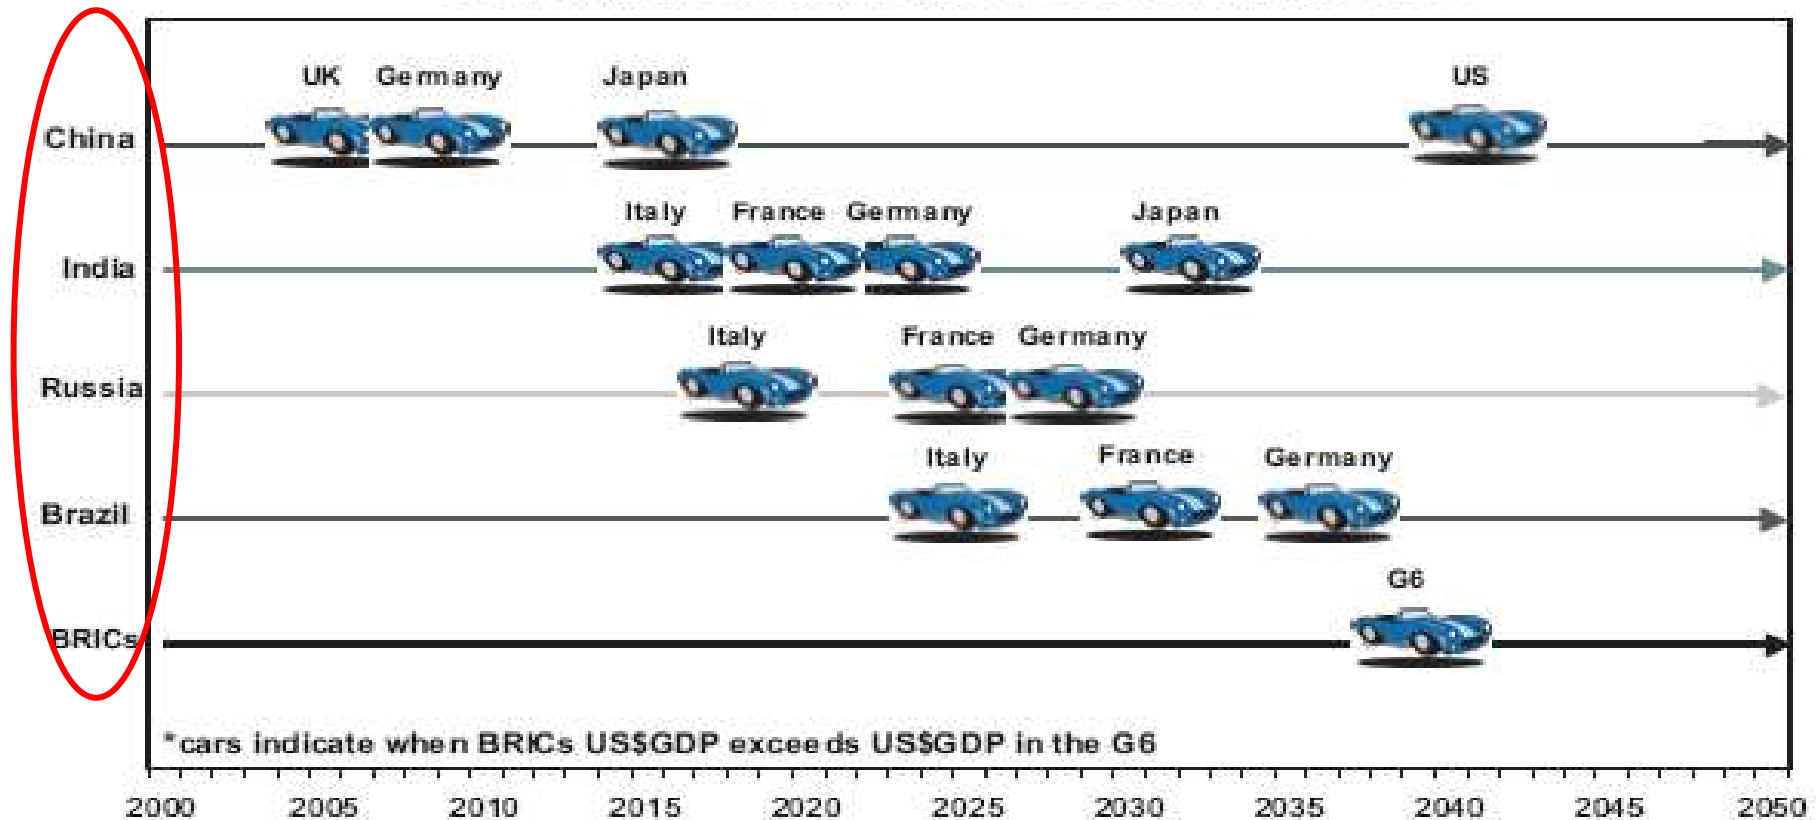 UK Germany Japan US
China
Italy France Germany Japan
India
Italy France Germany
Russia
Italy France Germany
Brazil
G6
BRICs
*cars indicate when BRICs US$GDP exceeds US$GDP in the G6
2000 2005 2010 2015 2020 2025 2030 2035 2040 2045 2050